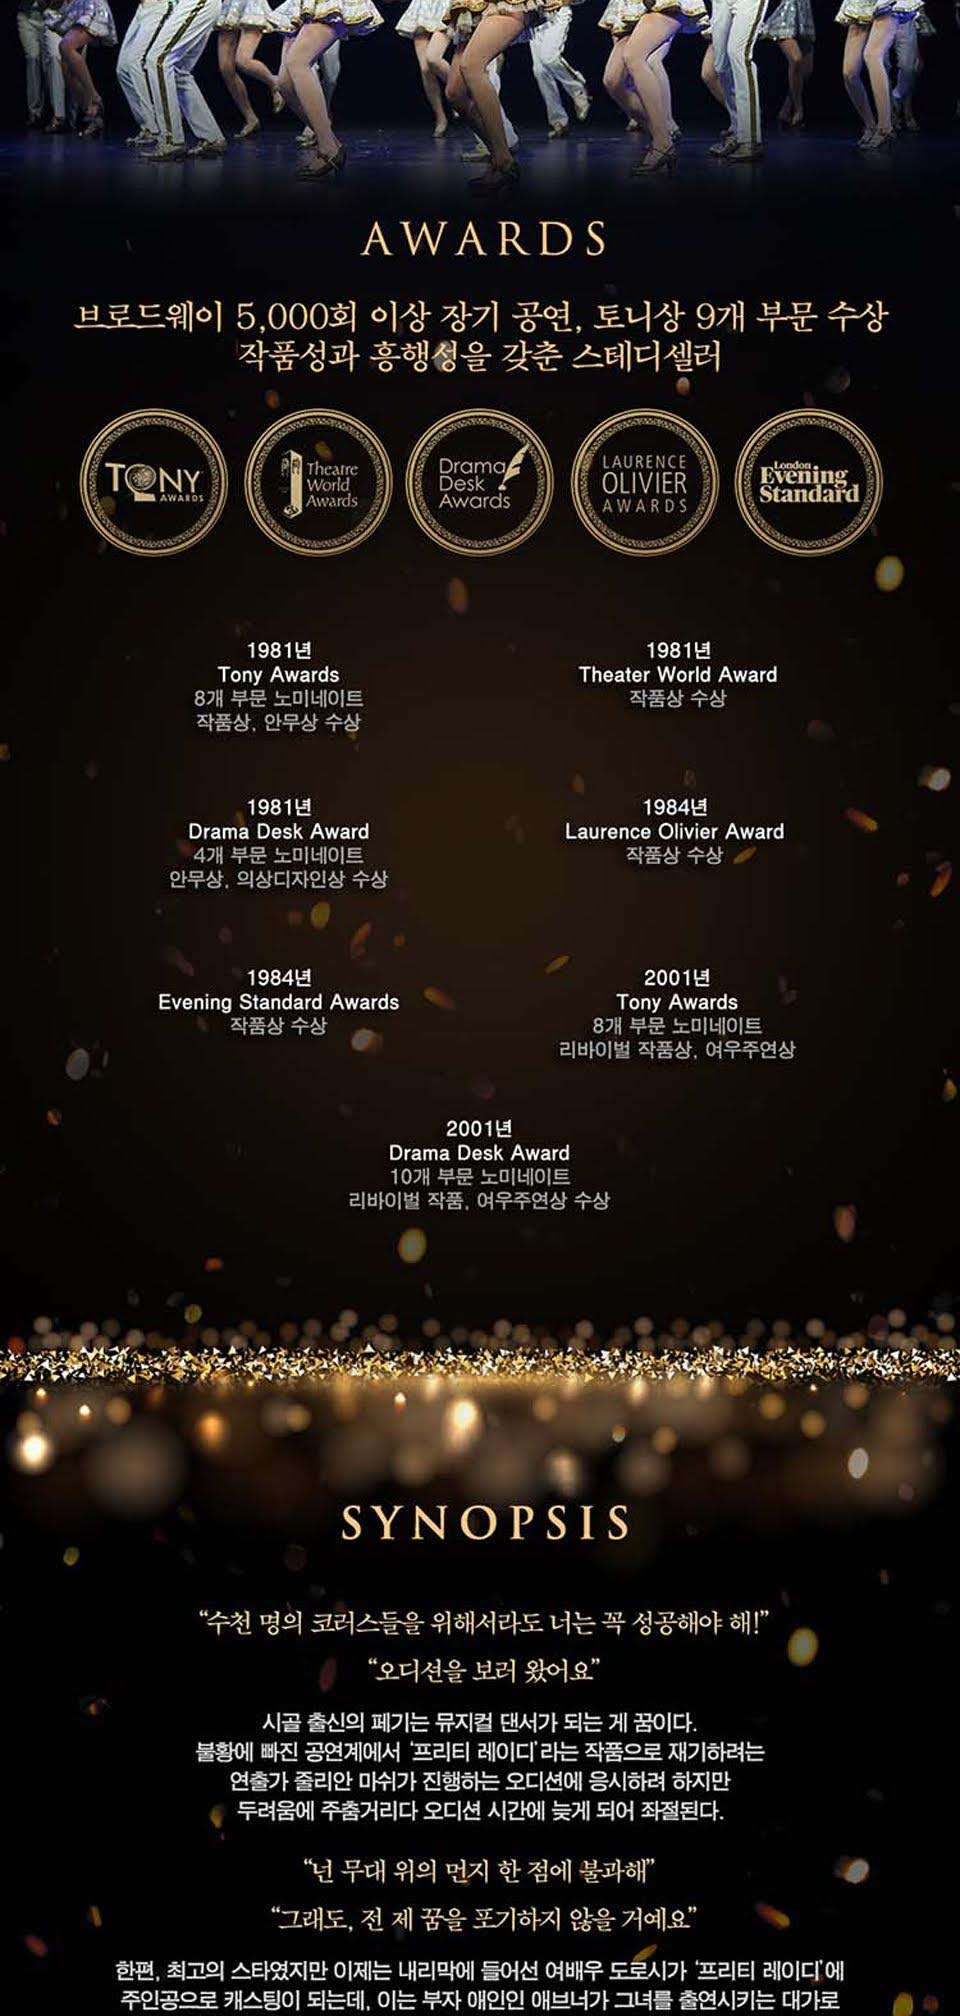 AWARDS
브로드웨이 5,000회 이상 장기 공연, 토니상 9개 부문 수상
작품성과 흥행성을 갖춘 스테디셀러
TONY
AWARDS
Theatre
World
Awards
Drama
Desk
Awards
LAURENCE
OLIVIER
AWARDS
London
Evening
Standard
1981년
Tony Awards
8개 부문 노미네이트
작품상, 안무상 수상
1981년
Theater World Award
작품상 수상
1981년
Drama Desk Award
4개 부문 노미네이트
안무상, 의상디자인상 수상
1984년
Laurence Olivier Award
작품상 수상
1984년
Evening Standard Awards
작품상 수상
2001년
Tony Awards
8개 부문 노미네이트
리바이벌 작품상, 여우주연상
2001년
Drama Desk Award
10개 부문 노미네이트
리바이벌 작품, 여우주연상 수상
SYNOPSIS
“수천 명의 코러스들을 위해서라도 너는 꼭 성공해야 해!”
“오디션을 보러 왔어요”
시골 출신의 페기는 뮤지컬 댄서가 되는 게 꿈이다.
불황에 빠진 공연계에서 ‘프리티 레이디’라는 작품으로 재기하려는
연출가 줄리안 마쉬가 진행하는 오디션에 응시하려 하지만
두려움에 주춤거리다 오디션 시간에 늦게 되어 좌절된다.
“넌 무대 위의 먼지 한 점에 불과해”
“그래도, 전 제 꿈을 포기하지 않을 거예요”
한편, 최고의 스타였지만 이제는 내리막에 들어선 여배우 도로시가 ‘프리티 레이디’에
주인공으로 캐스팅이 되는데, 이는 부자 애인인 애브너가 그녀를 출연시키는 대가로